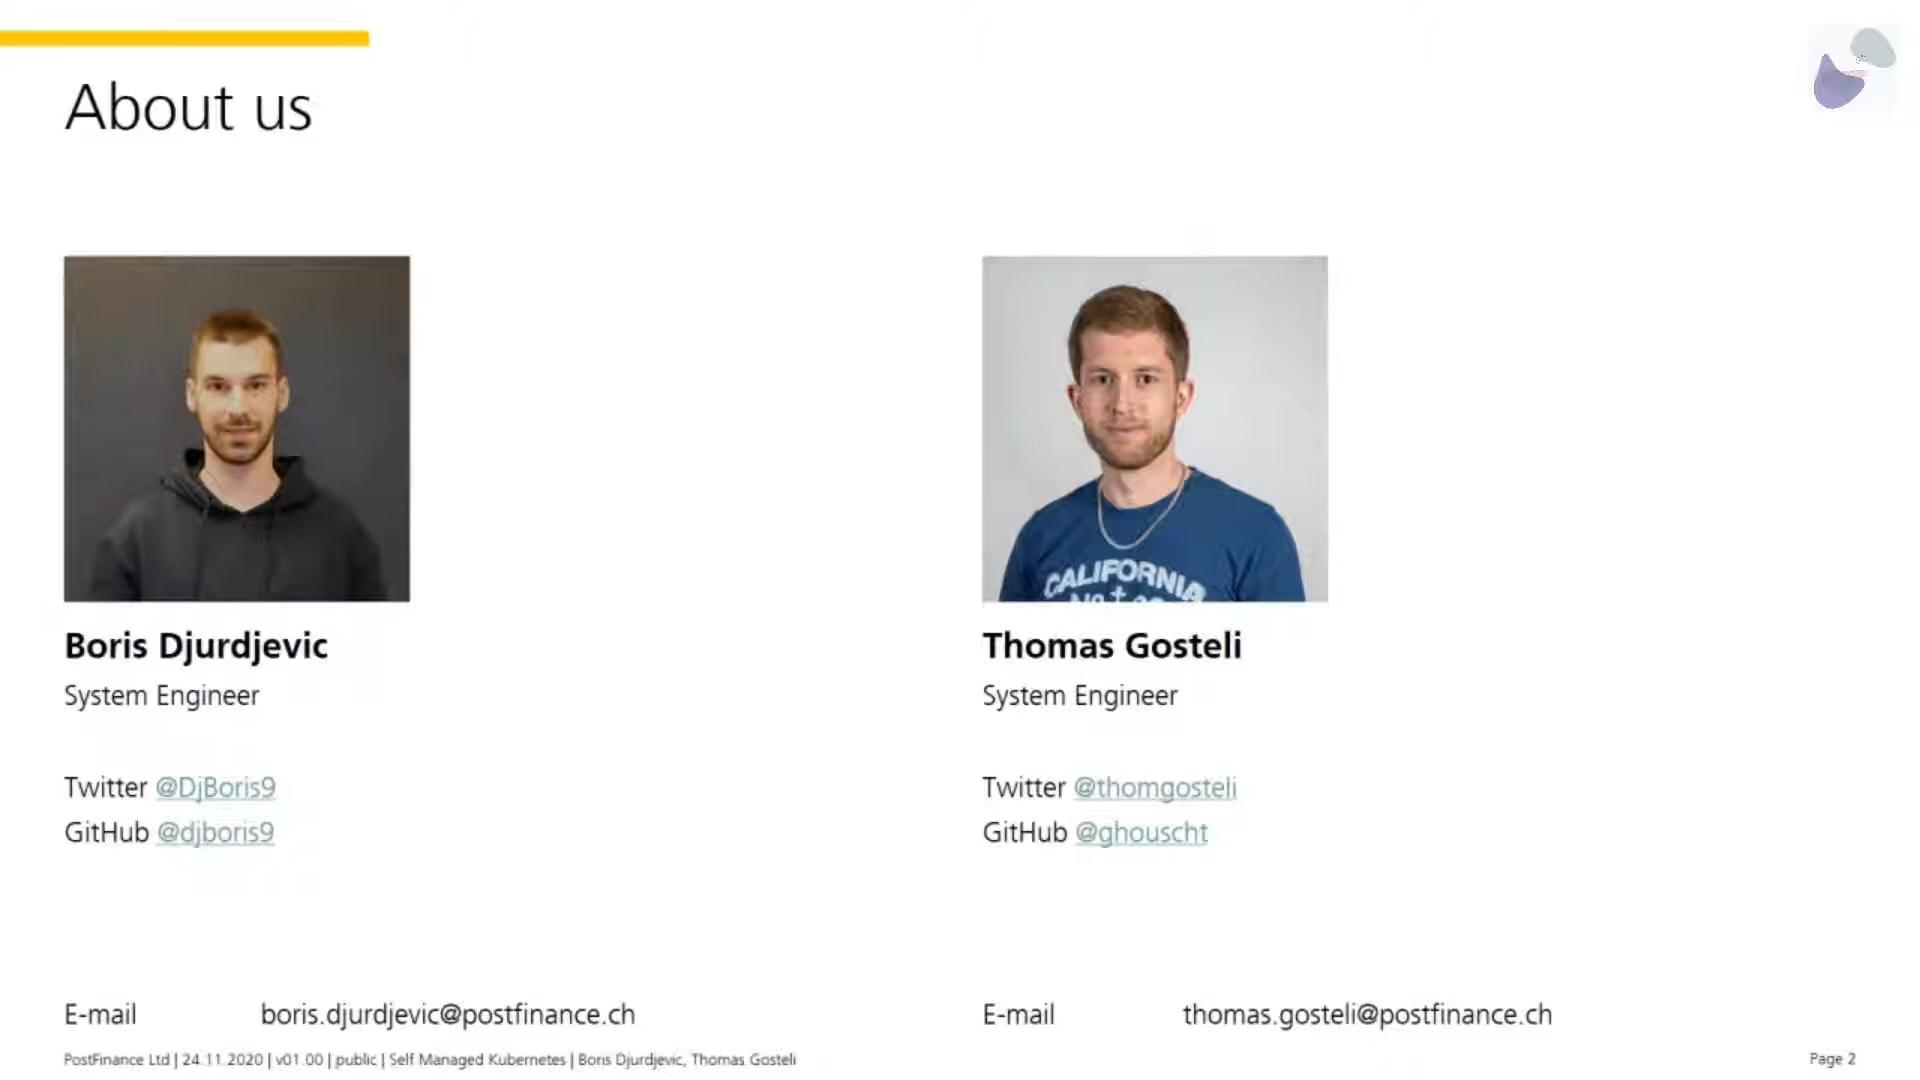 About us
CALIFORNIA
Boris Djurdjevic
System Engineer
Twitter @DjBoris9
GitHub @djboris9
E-mail boris.djurdjevic@postfinance.ch
Thomas Gosteli
System Engineer
Twitter @thomgosteli
GitHub @ghouscht
E-mail thomas.gosteli@postfinance.ch
PostFinance Ltd | 24.11.2020 | v01.00 | public | Self Managed Kubernetes | Boris Djurdjevic, Thomas Gosteli
Page 2